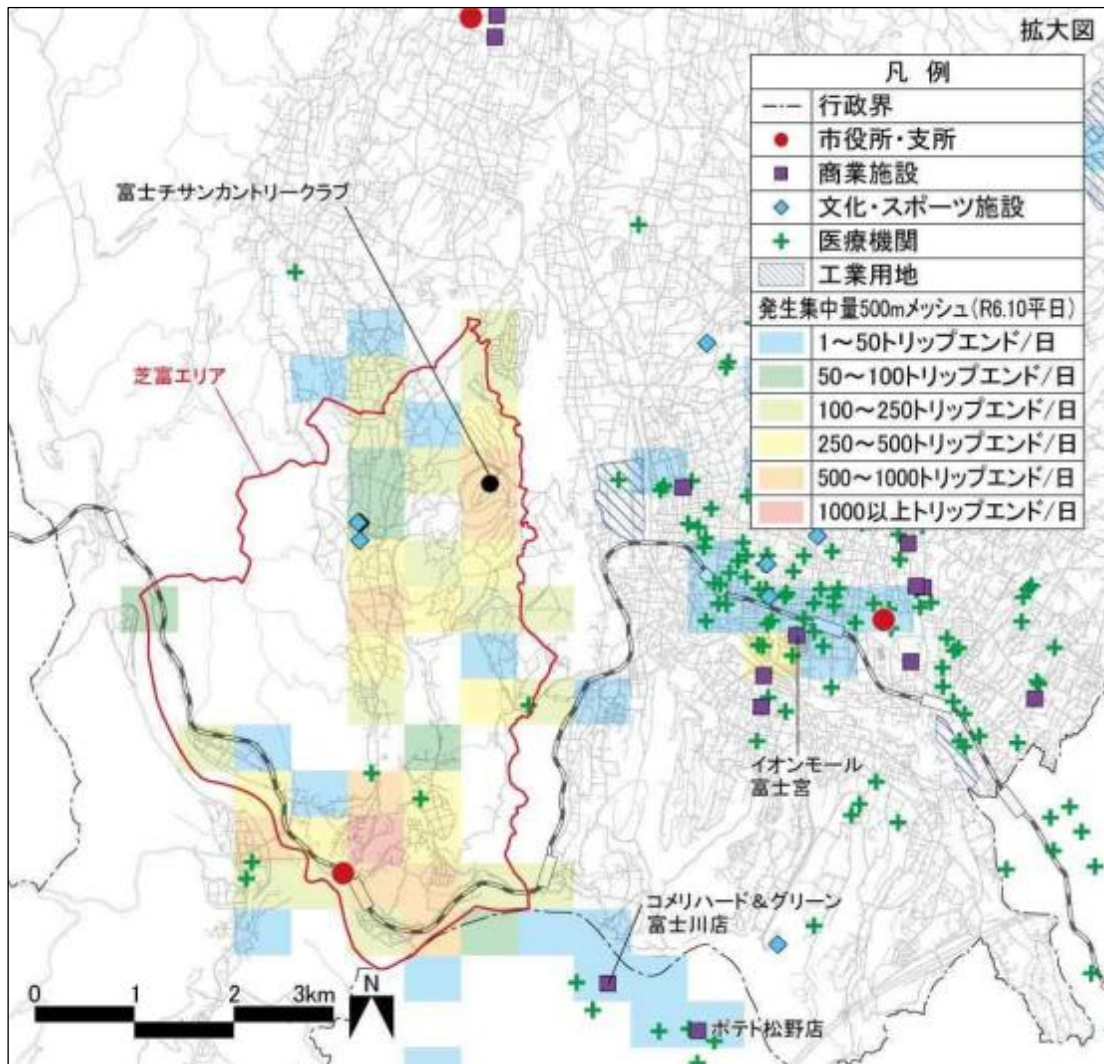 拡大図
凡 例
行政界
市役所・支所
商業施設
文化・スポーツ施設
医療機関
工業用地
発生集中量500mメッシュ(R6.10平日)
1～50トリップエンド/日
50～100トリップエンド/日
100～250トリップエンド/日
250～500トリップエンド/日
500～1000トリップエンド/日
1000以上トリップエンド/日
富士チサンカントリークラブ
芝富エリア
イオンモール
富士宮
コメリハード&グリーン
富士川店
ポテト松野店
0 1 2 3km
N